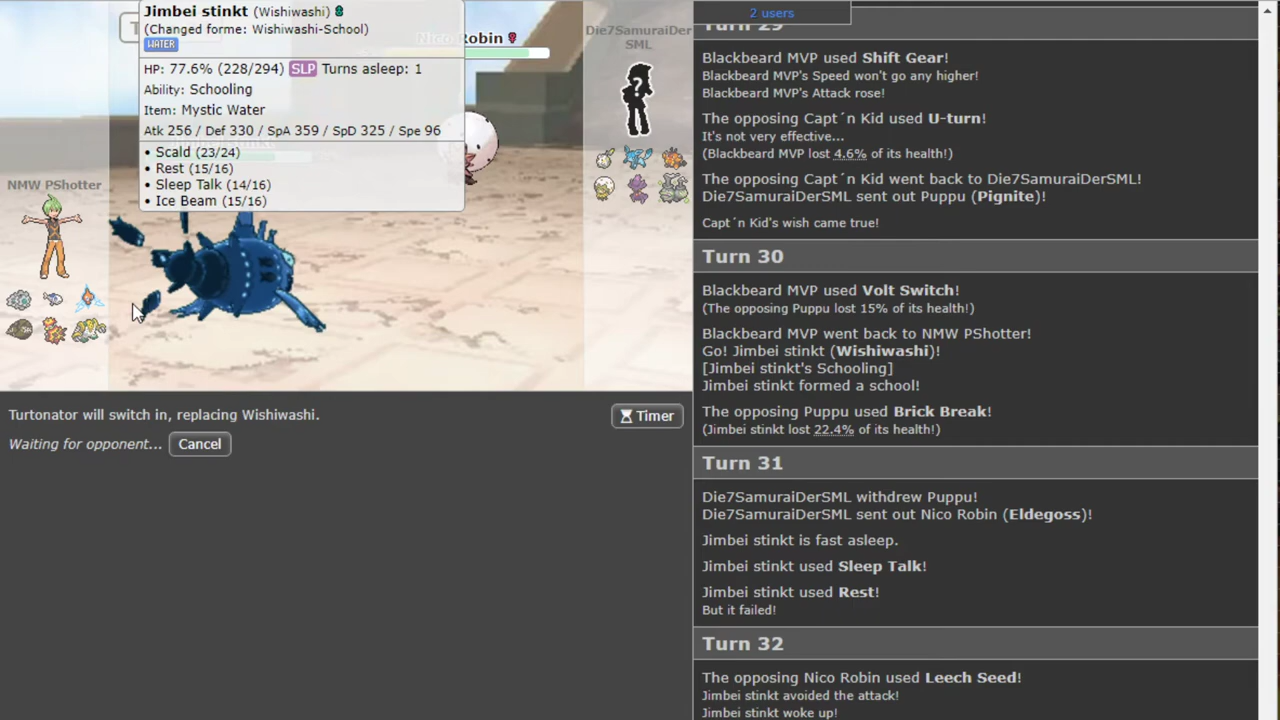 Jimbei stinkt (Wishiwashi)
(Changed forme: Wishiwashi-School)
WATER
HP: 77.6% (228/294) SLP Turns asleep: 1
Ability: Schooling
Item: Mystic Water
Atk 256 / Def 330 / SpA 359 / SpD 325 / Spe 96
• Scald (23/24)
• Rest (15/16)
• Sleep Talk (14/16)
• Ice Beam (15/16)
Robin
Die7SamuraiDer
SML
?
NMW PShotter
Turtonator will switch in, replacing Wishiwashi.
Timer
Waiting for opponent... Cancel
2 users
Turn 29
Blackbeard MVP used Shift Gear!
Blackbeard MVP's Speed won't go any higher!
Blackbeard MVP's Attack rose!
The opposing Capt´n Kid used U-turn!
It's not very effective...
(Blackbeard MVP lost 4.6% of its health!)
The opposing Capt´n Kid went back to Die7SamuraiDerSML!
Die7SamuraiDerSML sent out Puppu (Pignite)!
Capt´n Kid's wish came true!
Turn 30
Blackbeard MVP used Volt Switch!
(The opposing Puppu lost 15% of its health!)
Blackbeard MVP went back to NMW PShotter!
Go! Jimbei stinkt (Wishiwashi)!
[Jimbei stinkt's Schooling]
Jimbei stinkt formed a school!
The opposing Puppu used Brick Break!
(Jimbei stinkt lost 22.4% of its health!)
Turn 31
Die7SamuraiDerSML withdrew Puppu!
Die7SamuraiDerSML sent out Nico Robin (Eldegoss)!
Jimbei stinkt is fast asleep.
Jimbei stinkt used Sleep Talk!
Jimbei stinkt used Rest!
But it failed!
Turn 32
The opposing Nico Robin used Leech Seed!
Jimbei stinkt avoided the attack!
Jimbei stinkt woke up!